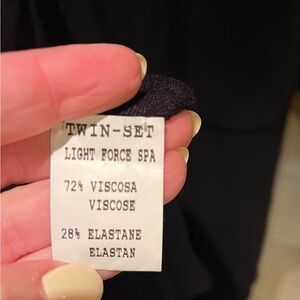 TWIN-SET
LIGHT FORCE SPA
72% VISCOSA
VISCOSE
28% ELASTANE
ELASTAN